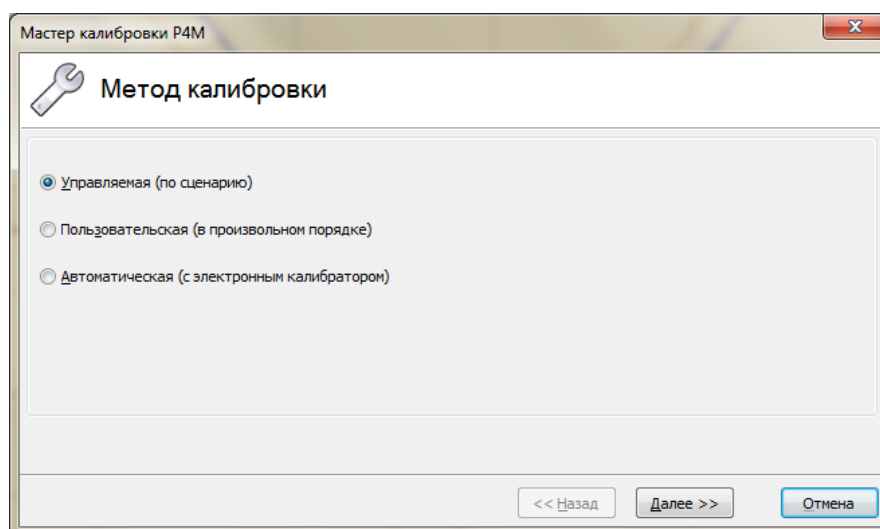 Мастер калибровки P4M
Метод калибровки
Управляемая (по сценарию)
Пользовательская (в произвольном порядке)
Автоматическая (с электронным калибратором)
<< Назад
Далее >>
Отмена